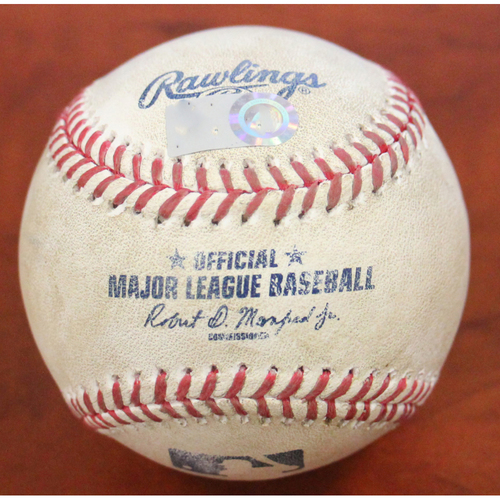 Rawlings®
OFFICIAL
MAJOR LEAGUE BASEBALL
Robert D. Manfred Jr.
COMMISSIONER